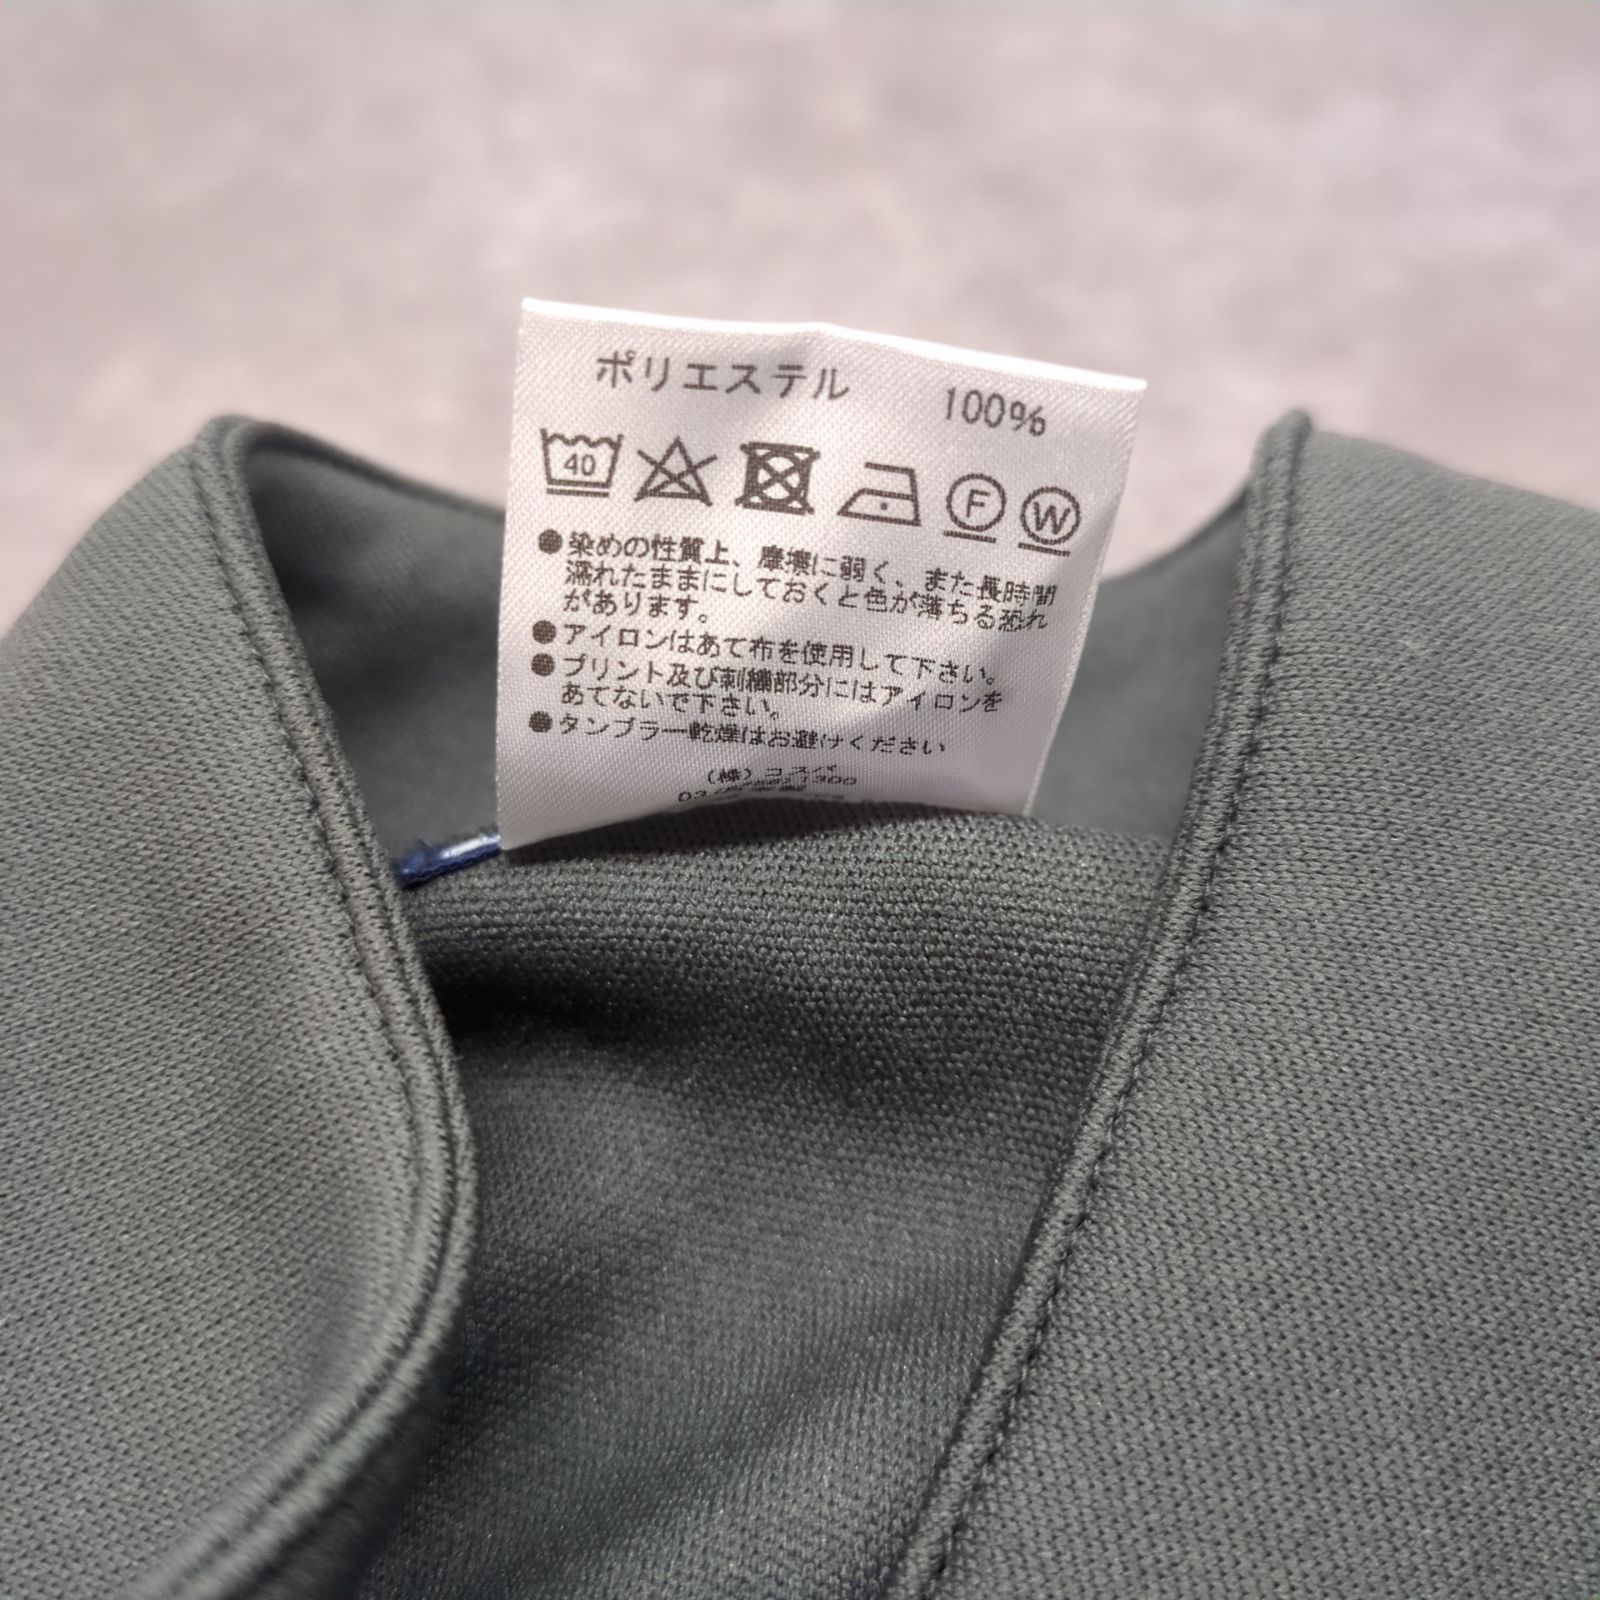 ポリエステル 100%
40
F W
●染めの性質上、摩擦に弱く、また長時間
濡れたままにしておくと色が落ちる恐れ
があります。
●アイロンはあて布を使用して下さい。
●プリント及び刺繍部分にはアイロンを
あてないで下さい。
●タンブラー乾燥はお避けください
(株)コスパ